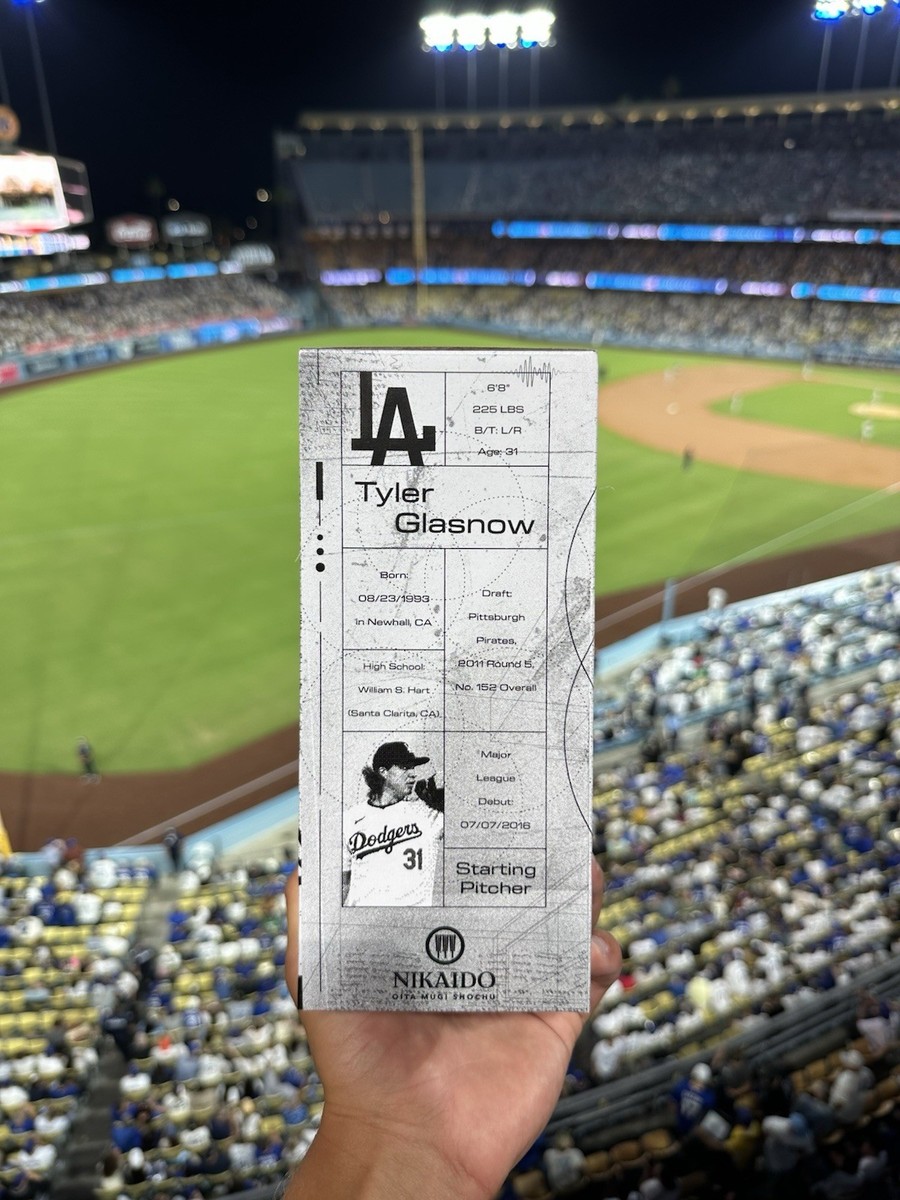 LA
6'8"
225 LBS
B/T: L/R
Age: 31
Tyler
Glasnow
Born:
08/23/1993
in Newhall, CA
Draft:
Pittsburgh
Pirates,
2011 Round 5,
No. 152 Overall
High School:
William S. Hart
(Santa Clarita, CA)
Major
League
Debut:
07/07/2016
Dodgers
31
Starting
Pitcher
NIKAIDO
OITA MUGI SHOCHU